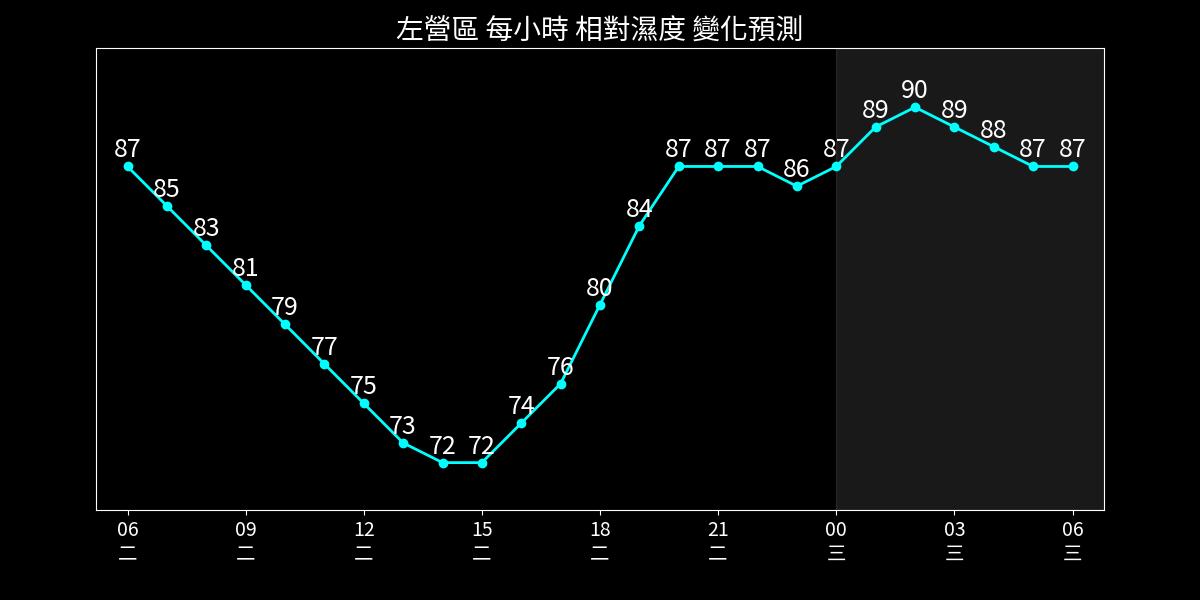 左營區 每小時 相對濕度 變化預測
87 85 83 81 79 77 75 73 72 72 74 76 80 84 87 87 87 86 87 89 90 89 88 87 87
06 09 12 15 18 21 00 03 06
二 二 二 二 二 二 三 三 三